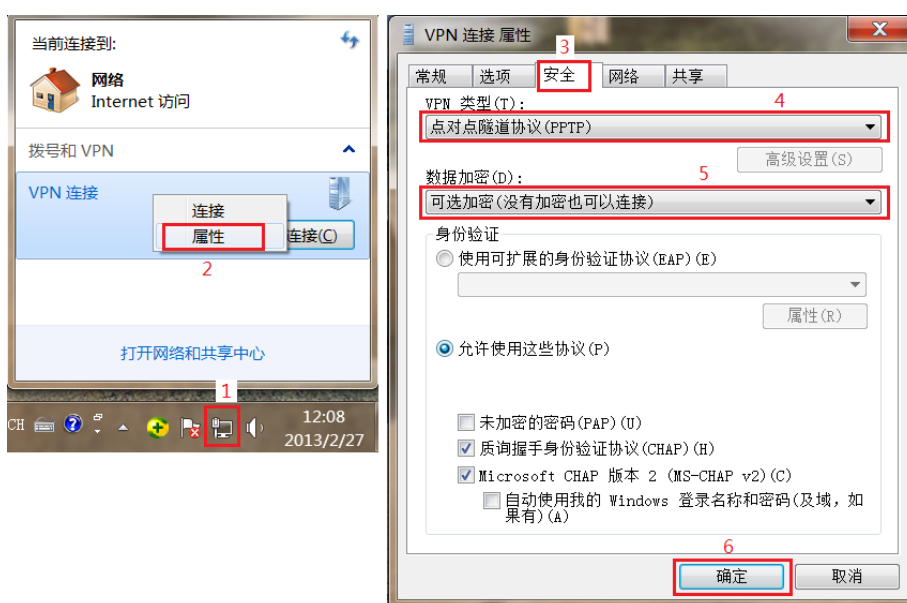 当前连接到:
网络
Internet 访问
拨号和 VPN
VPN 连接
连接
属性
连接(C)
2
打开网络和共享中心
1
CH
12:08
2013/2/27
VPN 连接 属性
3
常规 选项 安全 网络 共享
VPN 类型(T):
4
点对点隧道协议(PPTP)
高级设置(S)
数据加密(D):
5
可选加密(没有加密也可以连接)
身份验证
使用可扩展的身份验证协议(EAP)(E)
属性(R)
允许使用这些协议(P)
未加密的密码(PAP)(U)
质询握手身份验证协议(CHAP)(H)
Microsoft CHAP 版本 2 (MS-CHAP v2)(C)
自动使用我的 Windows 登录名称和密码(及域，如
果有)(A)
6
确定 取消